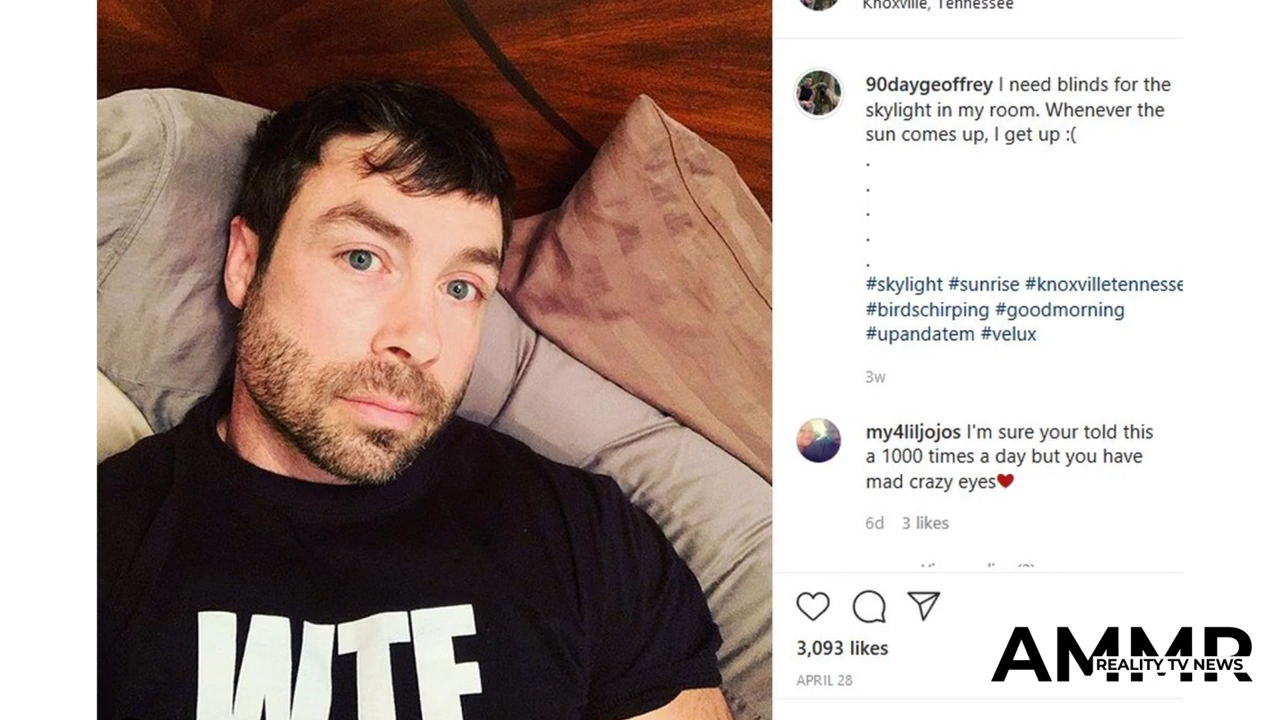 Knoxville, Tennessee
90daygeoffrey I need blinds for the
skylight in my room. Whenever the
sun comes up, I get up :(
.
.
.
.
.
#skylight #sunrise #knoxvilletennesse
#birdschirping #goodmorning
#upandatem #velux
3w
my4liljojos I'm sure your told this
a 1000 times a day but you have
mad crazy eyes❤
6d 3 likes
3,093 likes
APRIL 28
WTF
AMMR
REALITY TV NEWS